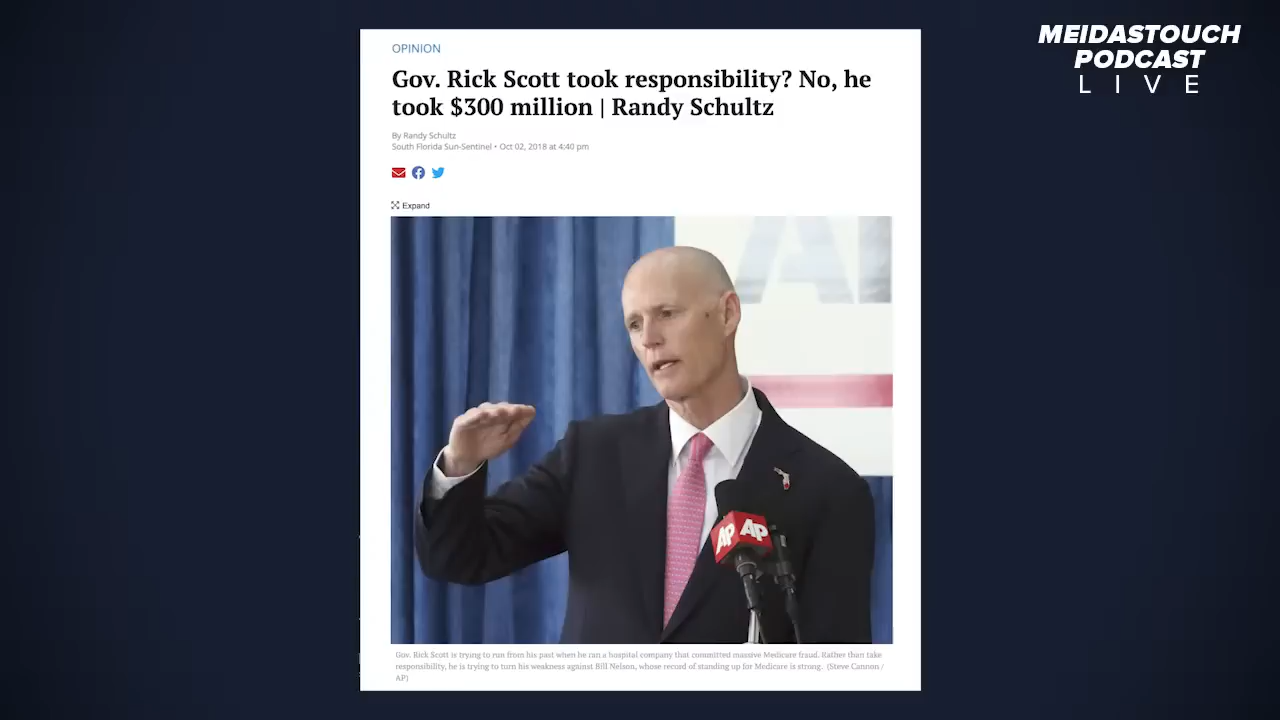 MEIDASTOUCH
PODCAST
LIVE
OPINION
Gov. Rick Scott took responsibility? No, he
took $300 million | Randy Schultz
By Randy Schultz
South Florida Sun-Sentinel • Oct 02, 2018 at 4:40 pm
Expand
AP AP
Gov. Rick Scott is trying to run from his past when he ran a hospital company that committed massive Medicare fraud. Rather than take
responsibility, he is trying to turn his weakness against Bill Nelson, whose record of standing up for Medicare is strong. (Steve Cannon /
AP)